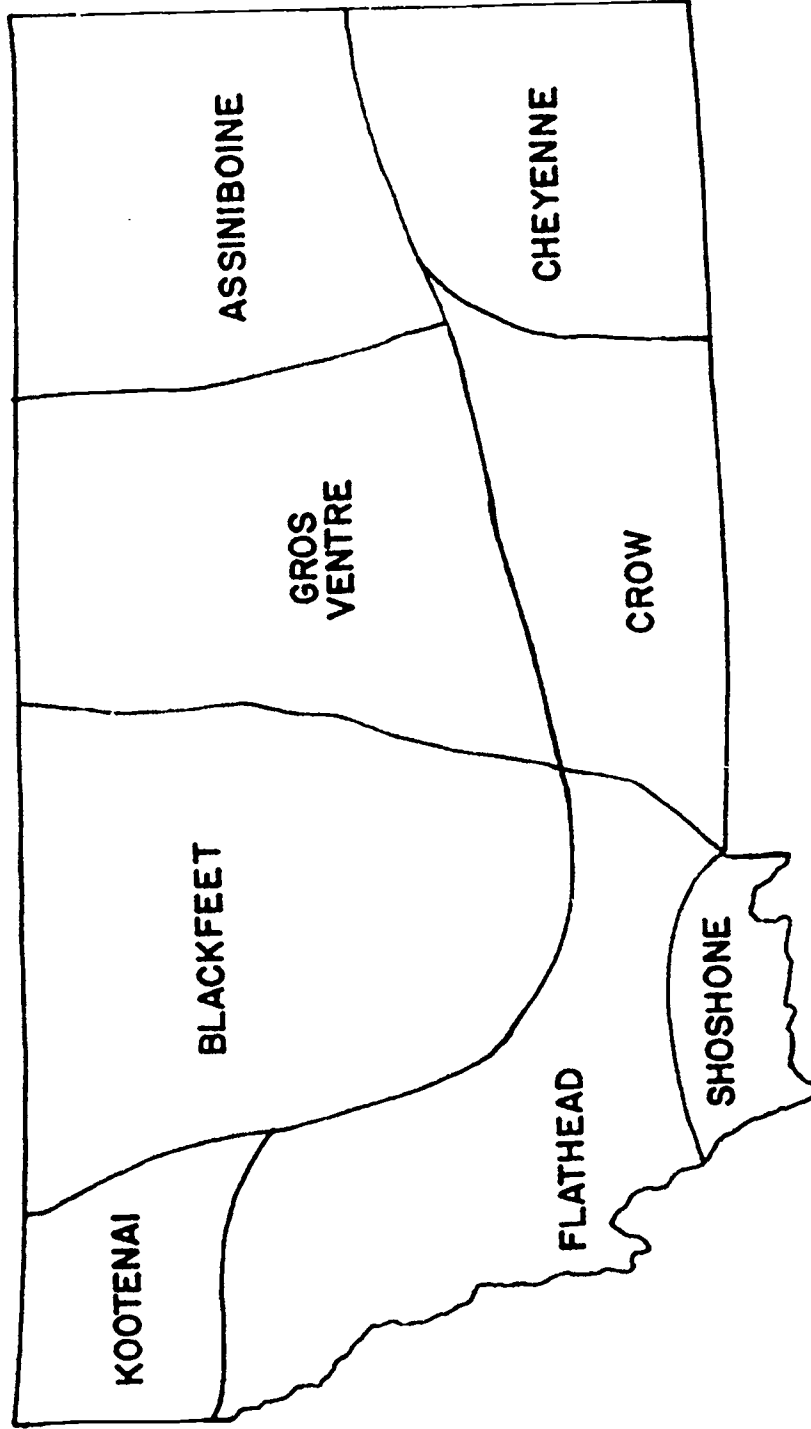 KOOTENAI
BLACKFEET
GROS
VENTRE
ASSINIBOINE
FLATHEAD
SHOSHONE
CROW
CHEYENNE